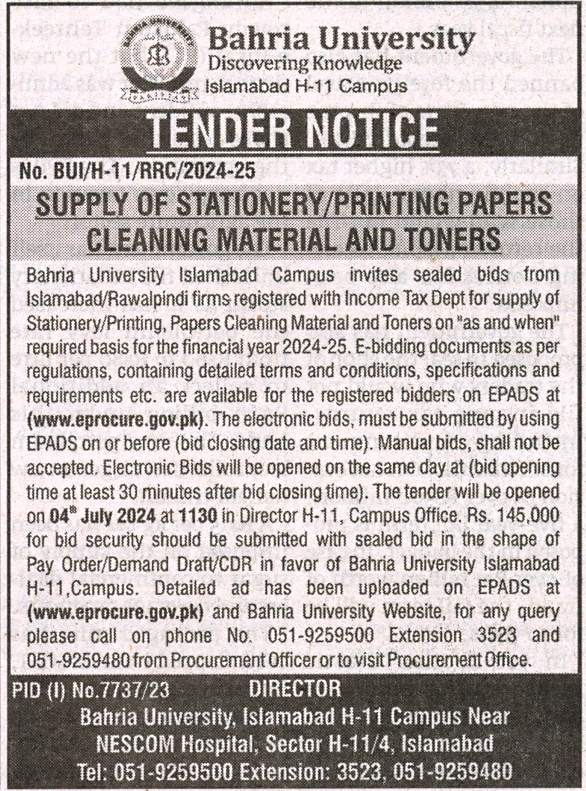 BAHRIA UNIVERSITY
PAKISTAN
Bahria University
Discovering Knowledge
Islamabad H-11 Campus
TENDER NOTICE
No. BUI/H-11/RRC/2024-25
SUPPLY OF STATIONERY/PRINTING PAPERS
CLEANING MATERIAL AND TONERS
Bahria University Islamabad Campus invites sealed bids from
Islamabad/Rawalpindi firms registered with Income Tax Dept for supply of
Stationery/Printing, Papers Cleaning Material and Toners on "as and when"
required basis for the financial year 2024-25. E-bidding documents as per
regulations, containing detailed terms and conditions, specifications and
requirements etc. are available for the registered bidders on EPADS at
(www.eprocure.gov.pk). The electronic bids, must be submitted by using
EPADS on or before (bid closing date and time). Manual bids, shall not be
accepted. Electronic Bids will be opened on the same day at (bid opening
time at least 30 minutes after bid closing time). The tender will be opened
on 04th July 2024 at 1130 in Director H-11, Campus Office. Rs. 145,000
for bid security should be submitted with sealed bid in the shape of
Pay Order/Demand Draft/CDR in favor of Bahria University Islamabad
H-11,Campus. Detailed ad has been uploaded on EPADS at
(www.eprocure.gov.pk) and Bahria University Website, for any query
please call on phone No. 051-9259500 Extension 3523 and
051-9259480 from Procurement Officer or to visit Procurement Office.
PID (I) No.7737/23 DIRECTOR
Bahria University, Islamabad H-11 Campus Near
NESCOM Hospital, Sector H-11/4, Islamabad
Tel: 051-9259500 Extension: 3523, 051-9259480